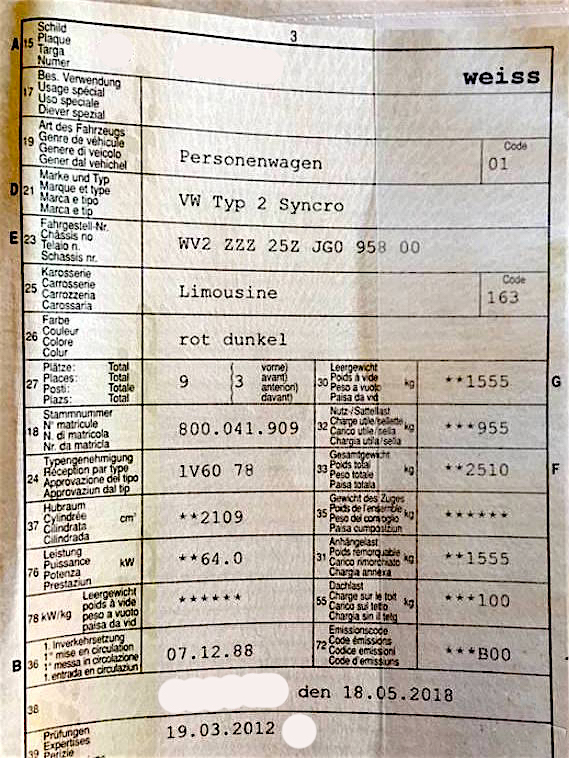 3
A 15 Schild
Plaque
Targa
Numer
weiss
17 Bes. Verwendung
Usage spécial
Uso speciale
Diever spezial
19 Art des Fahrzeugs
Genre de véhicule
Genere di veicolo
Gener dal vehichel
Personenwagen
Code
01
D 21 Marke und Typ
Marque et type
Marca e tipo
Marca e tip
VW Typ 2 Syncro
E 23 Fahrgestell-Nr.
Châssis no
Telaio n.
Schassis nr.
WV2 ZZZ 25Z JG0 958 00
25 Karosserie
Carrosserie
Carrozzeria
Carossaria
Limousine
Code
163
26 Farbe
Couleur
Colore
Colur
rot dunkel
27 Plätze: Total
Places: Total
Posti: Totale
Plazs: Total
9 (3 vorne)
avant)
anteriori)
davant)
30 Leergewicht
Poids à vide
Peso a vuoto
Paisa da vid
kg
**1555
G
18 Stammnummer
N° matricule
N. di matricola
Nr. da matricla
800.041.909
32 Nutz-/Sattellast
Charge utile/sellette
Carico utile/sella
Chargia utila/sella
kg
***955
24 Typengenehmigung
Réception par type
Approvazione del tipo
Approvaziun dal tip
1V60 78
33 Gesamtgewicht
Poids total
Peso totale
Paisa totala
kg
**2510
F
37 Hubraum
Cylindrée
Cilindrata
Cilindrada
cm³
**2109
35 Gewicht des Zuges
Poids de l'ensemble
Peso del convoglio
Paisa cumposiziun
kg
******
76 Leistung
Puissance
Potenza
Prestaziun
kW
**64.0
31 Anhängelast
Poids remorquable
Carico rimorchiato
Chargia annexa
kg
**1555
78 kW/kg Leergewicht
poids à vide
peso a vuoto
paisa da vid
******
55 Dachlast
Charge sur le toit
Carico sul tetto
Chargia sin il tetg
kg
***100
B 36 1. Inverkehrsetzung
1re mise en circulation
1a messa in circolazione
1. entrada en circulaziun
07.12.88
72 Emissionscode
Code émissions
Codice emissioni
Code d'emissiuns
***B00
38
den 18.05.2018
39 Prüfungen
Expertises
Perizie
19.03.2012